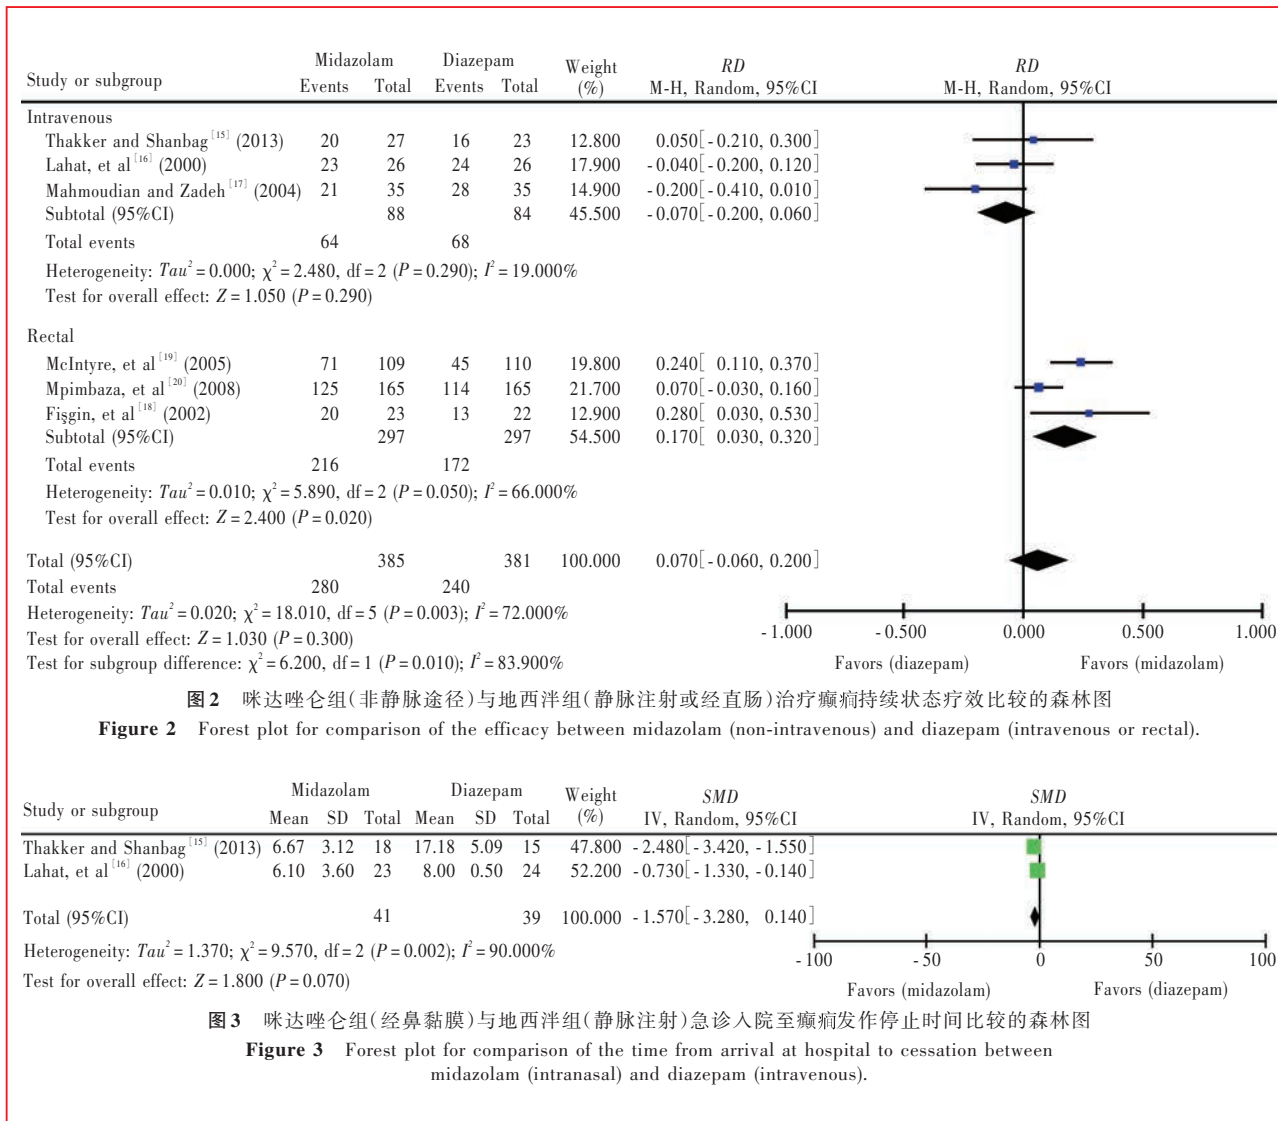 Study or subgroup Midazolam Diazepam Weight (%) RD RD
Events Total Events Total M-H, Random, 95%CI M-H, Random, 95%CI
Intravenous
Thakker and Shanbag[15] (2013) 20 27 16 23 12.800 0.050[-0.210, 0.300]
Lahat, et al[16] (2000) 23 26 24 26 17.900 -0.040[-0.200, 0.120]
Mahmoudian and Zadeh[17] (2004) 21 35 28 35 14.900 -0.200[-0.410, 0.010]
Subtotal (95%CI) 88 84 45.500 -0.070[-0.200, 0.060]
Total events 64 68
Heterogeneity: Tau² = 0.000; χ² = 2.480, df = 2 (P = 0.290); I² = 19.000%
Test for overall effect: Z = 1.050 (P = 0.290)
Rectal
McIntyre, et al[19] (2005) 71 109 45 110 19.800 0.240[ 0.110, 0.370]
Mpimbaza, et al[20] (2008) 125 165 114 165 21.700 0.070[-0.030, 0.160]
Fişgin, et al[18] (2002) 20 23 13 22 12.900 0.280[ 0.030, 0.530]
Subtotal (95%CI) 297 297 54.500 0.170[ 0.030, 0.320]
Total events 216 172
Heterogeneity: Tau² = 0.010; χ² = 5.890, df = 2 (P = 0.050); I² = 66.000%
Test for overall effect: Z = 2.400 (P = 0.020)
Total (95%CI) 385 381 100.000 0.070[-0.060, 0.200]
Total events 280 240
Heterogeneity: Tau² = 0.020; χ² = 18.010, df = 5 (P = 0.003); I² = 72.000%
Test for overall effect: Z = 1.030 (P = 0.300)
Test for subgroup difference: χ² = 6.200, df = 1 (P = 0.010); I² = 83.900%
-1.000 -0.500 0.000 0.500 1.000
Favors (diazepam) Favors (midazolam)
图2 咪达唑仑组(非静脉途径)与地西泮组(静脉注射或经直肠)治疗癫痫持续状态疗效比较的森林图
Figure 2 Forest plot for comparison of the efficacy between midazolam (non-intravenous) and diazepam (intravenous or rectal).
Study or subgroup Midazolam Diazepam Weight (%) SMD SMD
Mean SD Total Mean SD Total IV, Random, 95%CI IV, Random, 95%CI
Thakker and Shanbag[15] (2013) 6.67 3.12 18 17.18 5.09 15 47.800 -2.480[-3.420, -1.550]
Lahat, et al[16] (2000) 6.10 3.60 23 8.00 0.50 24 52.200 -0.730[-1.330, -0.140]
Total (95%CI) 41 39 100.000 -1.570[-3.280, 0.140]
Heterogeneity: Tau² = 1.370; χ² = 9.570, df = 2 (P = 0.002); I² = 90.000%
Test for overall effect: Z = 1.800 (P = 0.070)
-100 -50 0 50 100
Favors (midazolam) Favors (diazepam)
图3 咪达唑仑组(经鼻黏膜)与地西泮组(静脉注射)急诊入院至癫痫发作停止时间比较的森林图
Figure 3 Forest plot for comparison of the time from arrival at hospital to cessation between
midazolam (intranasal) and diazepam (intravenous).